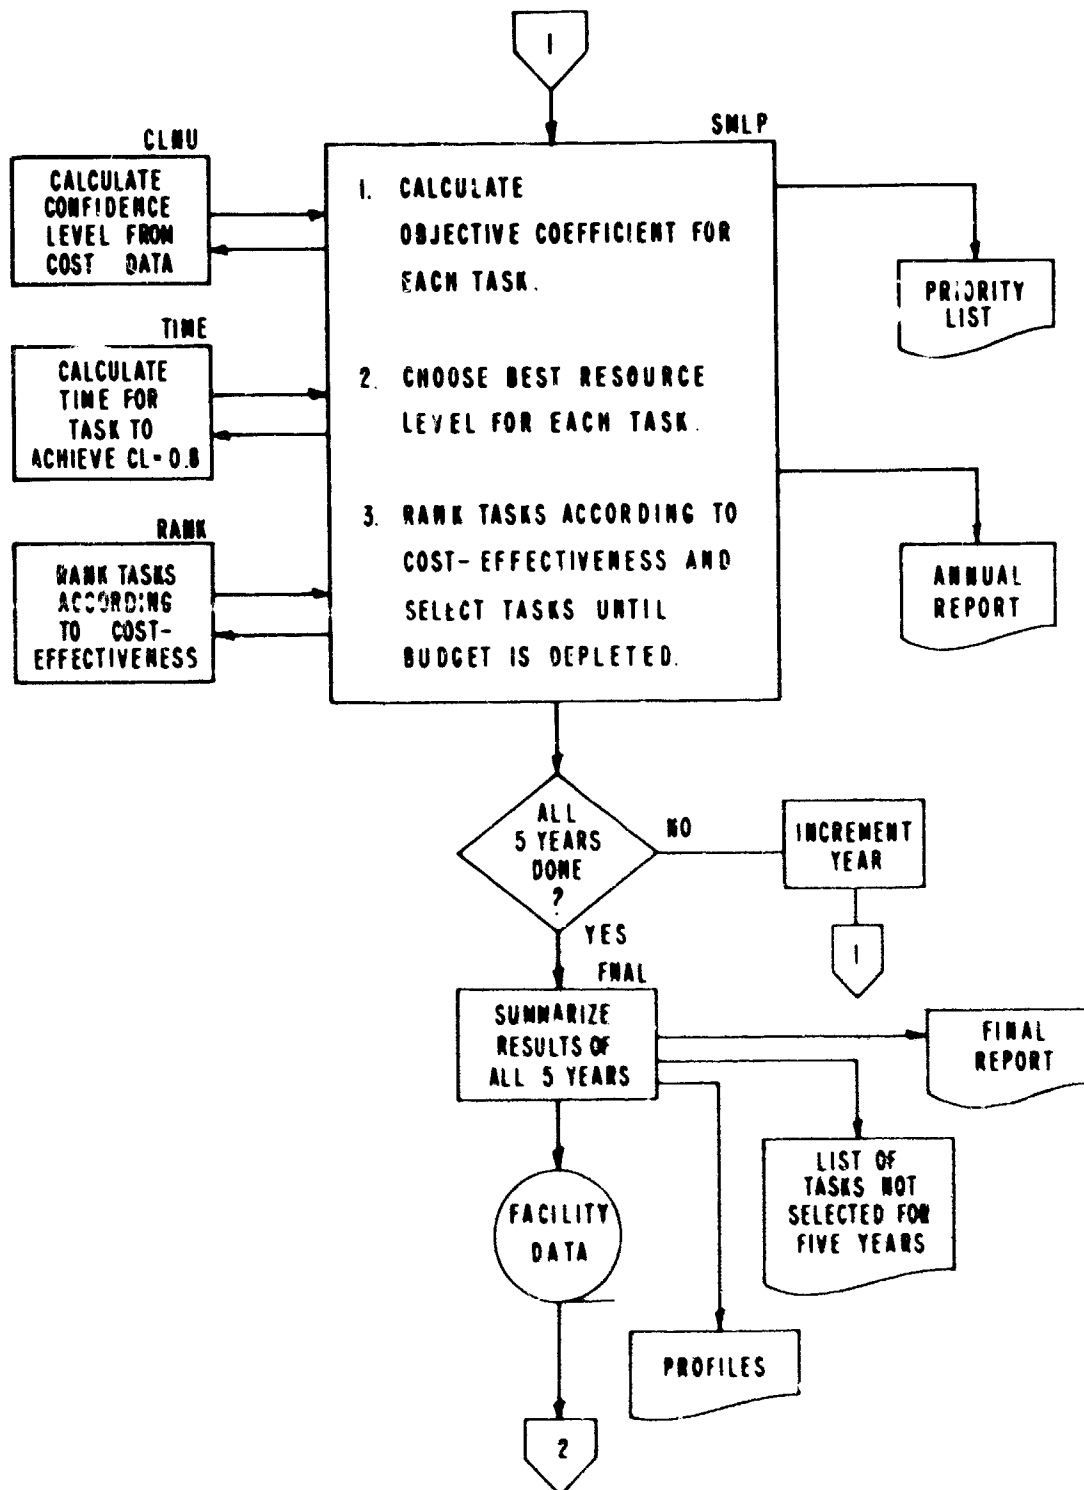 1
SMLP
CLMU
CALCULATE
CONFIDENCE
LEVEL FROM
COST DATA
1. CALCULATE
OBJECTIVE COEFFICIENT FOR
EACH TASK.
PRIORITY
LIST
TIME
CALCULATE
TIME FOR
TASK TO
ACHIEVE CL=0.8
2. CHOOSE BEST RESOURCE
LEVEL FOR EACH TASK.
RANK
RANK TASKS
ACCORDING
TO COST-
EFFECTIVENESS
3. RANK TASKS ACCORDING TO
COST-EFFECTIVENESS AND
SELECT TASKS UNTIL
BUDGET IS DEPLETED.
ANNUAL
REPORT
ALL
5 YEARS
DONE
?
NO
INCREMENT
YEAR
1
YES
FNAL
SUMMARIZE
RESULTS OF
ALL 5 YEARS
FINAL
REPORT
LIST OF
TASKS NOT
SELECTED FOR
FIVE YEARS
FACILITY
DATA
PROFILES
2